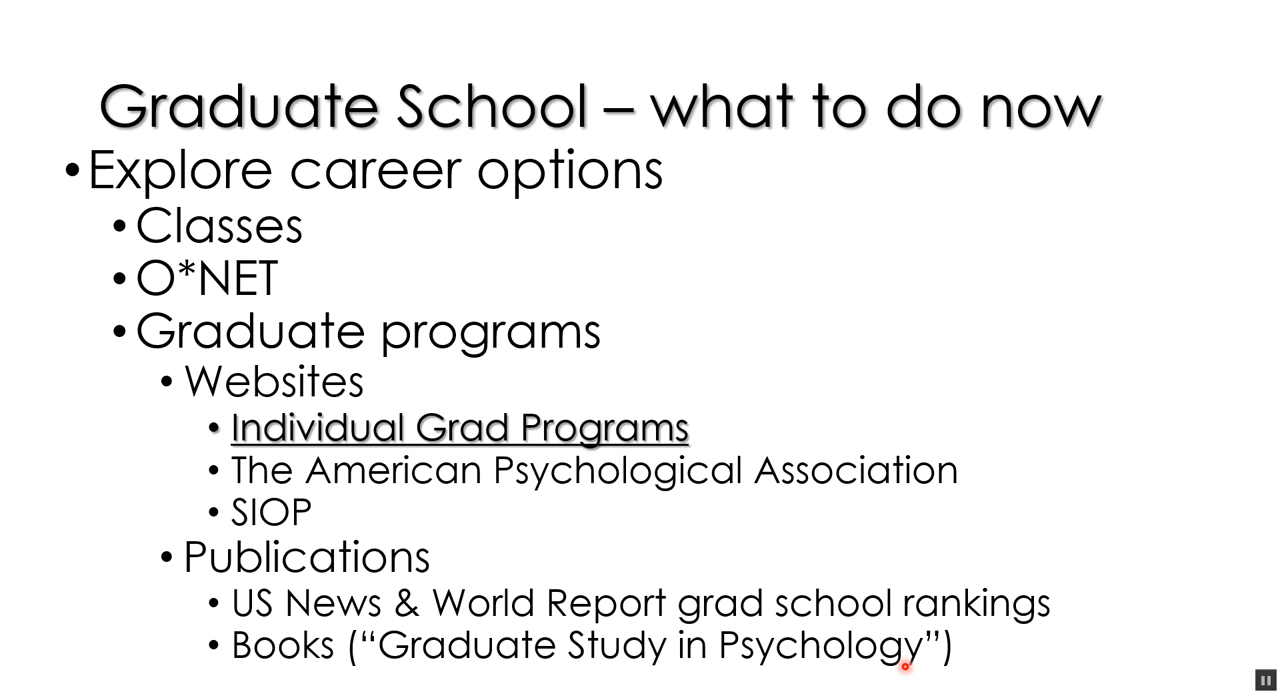 Graduate School – what to do now
•Explore career options
•Classes
•O*NET
•Graduate programs
• Websites
• Individual Grad Programs
• The American Psychological Association
• SIOP
• Publications
• US News & World Report grad school rankings
• Books (“Graduate Study in Psychology”)